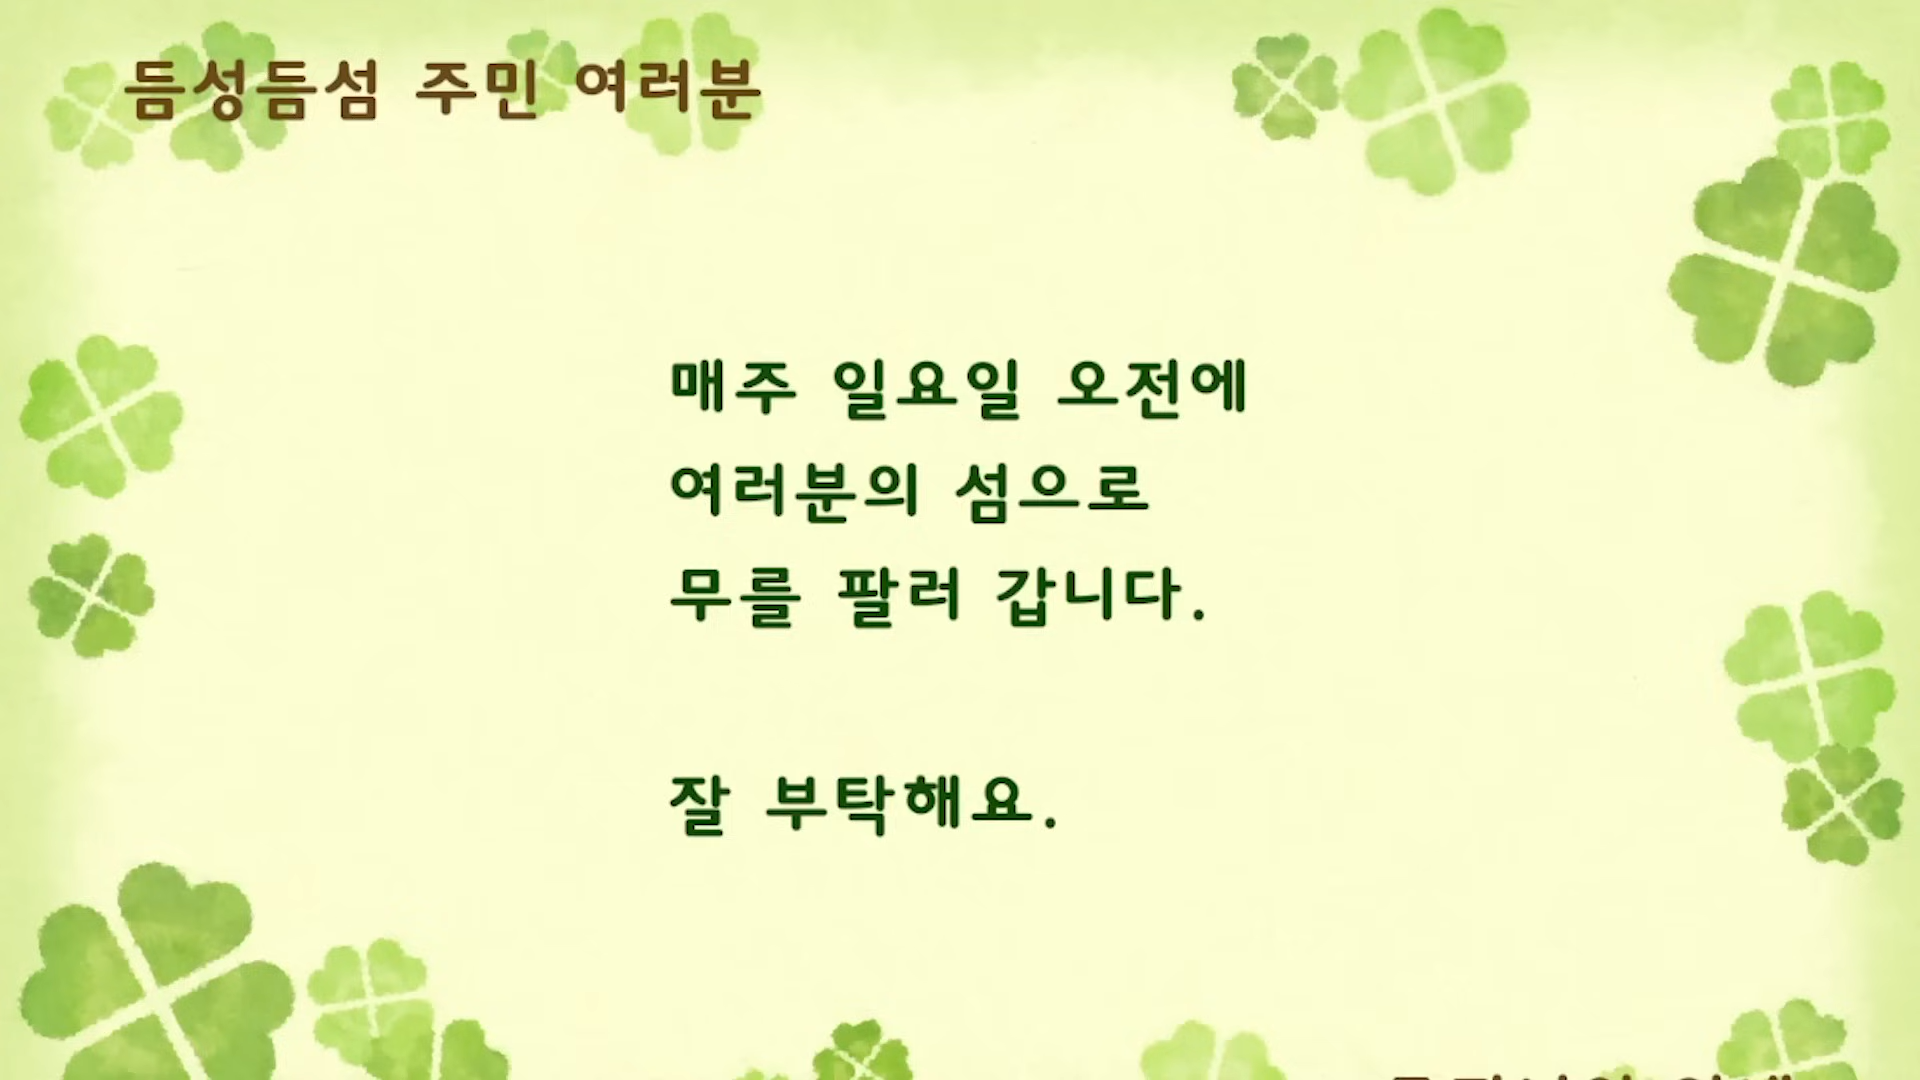 듬성듬섬 주민 여러분
매주 일요일 오전에
여러분의 섬으로
무를 팔러 갑니다.
잘 부탁해요.